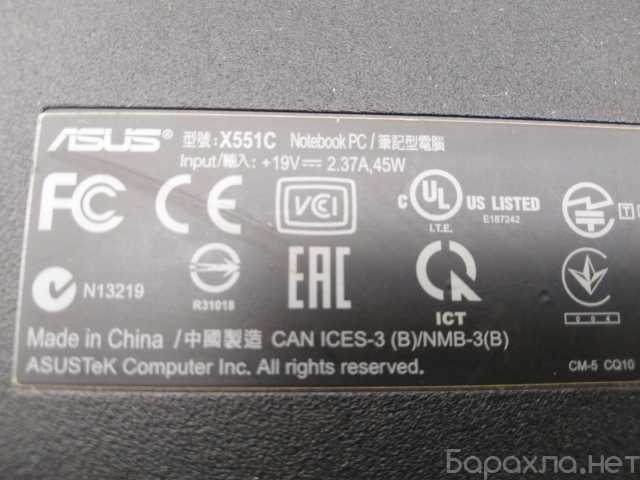 ASUS® 型號:X551C Notebook PC/筆記型電腦
Input/輸入: +19V⎓ 2.37A,45W
FC CE VCI C UL US LISTED
I.T.E. E187242
N13219 R31018 EAC ICT
004
Made in China /中國製造 CAN ICES-3 (B)/NMB-3(B)
ASUSTeK Computer Inc. All rights reserved.
CM-5 CQ10
Барахла.нет